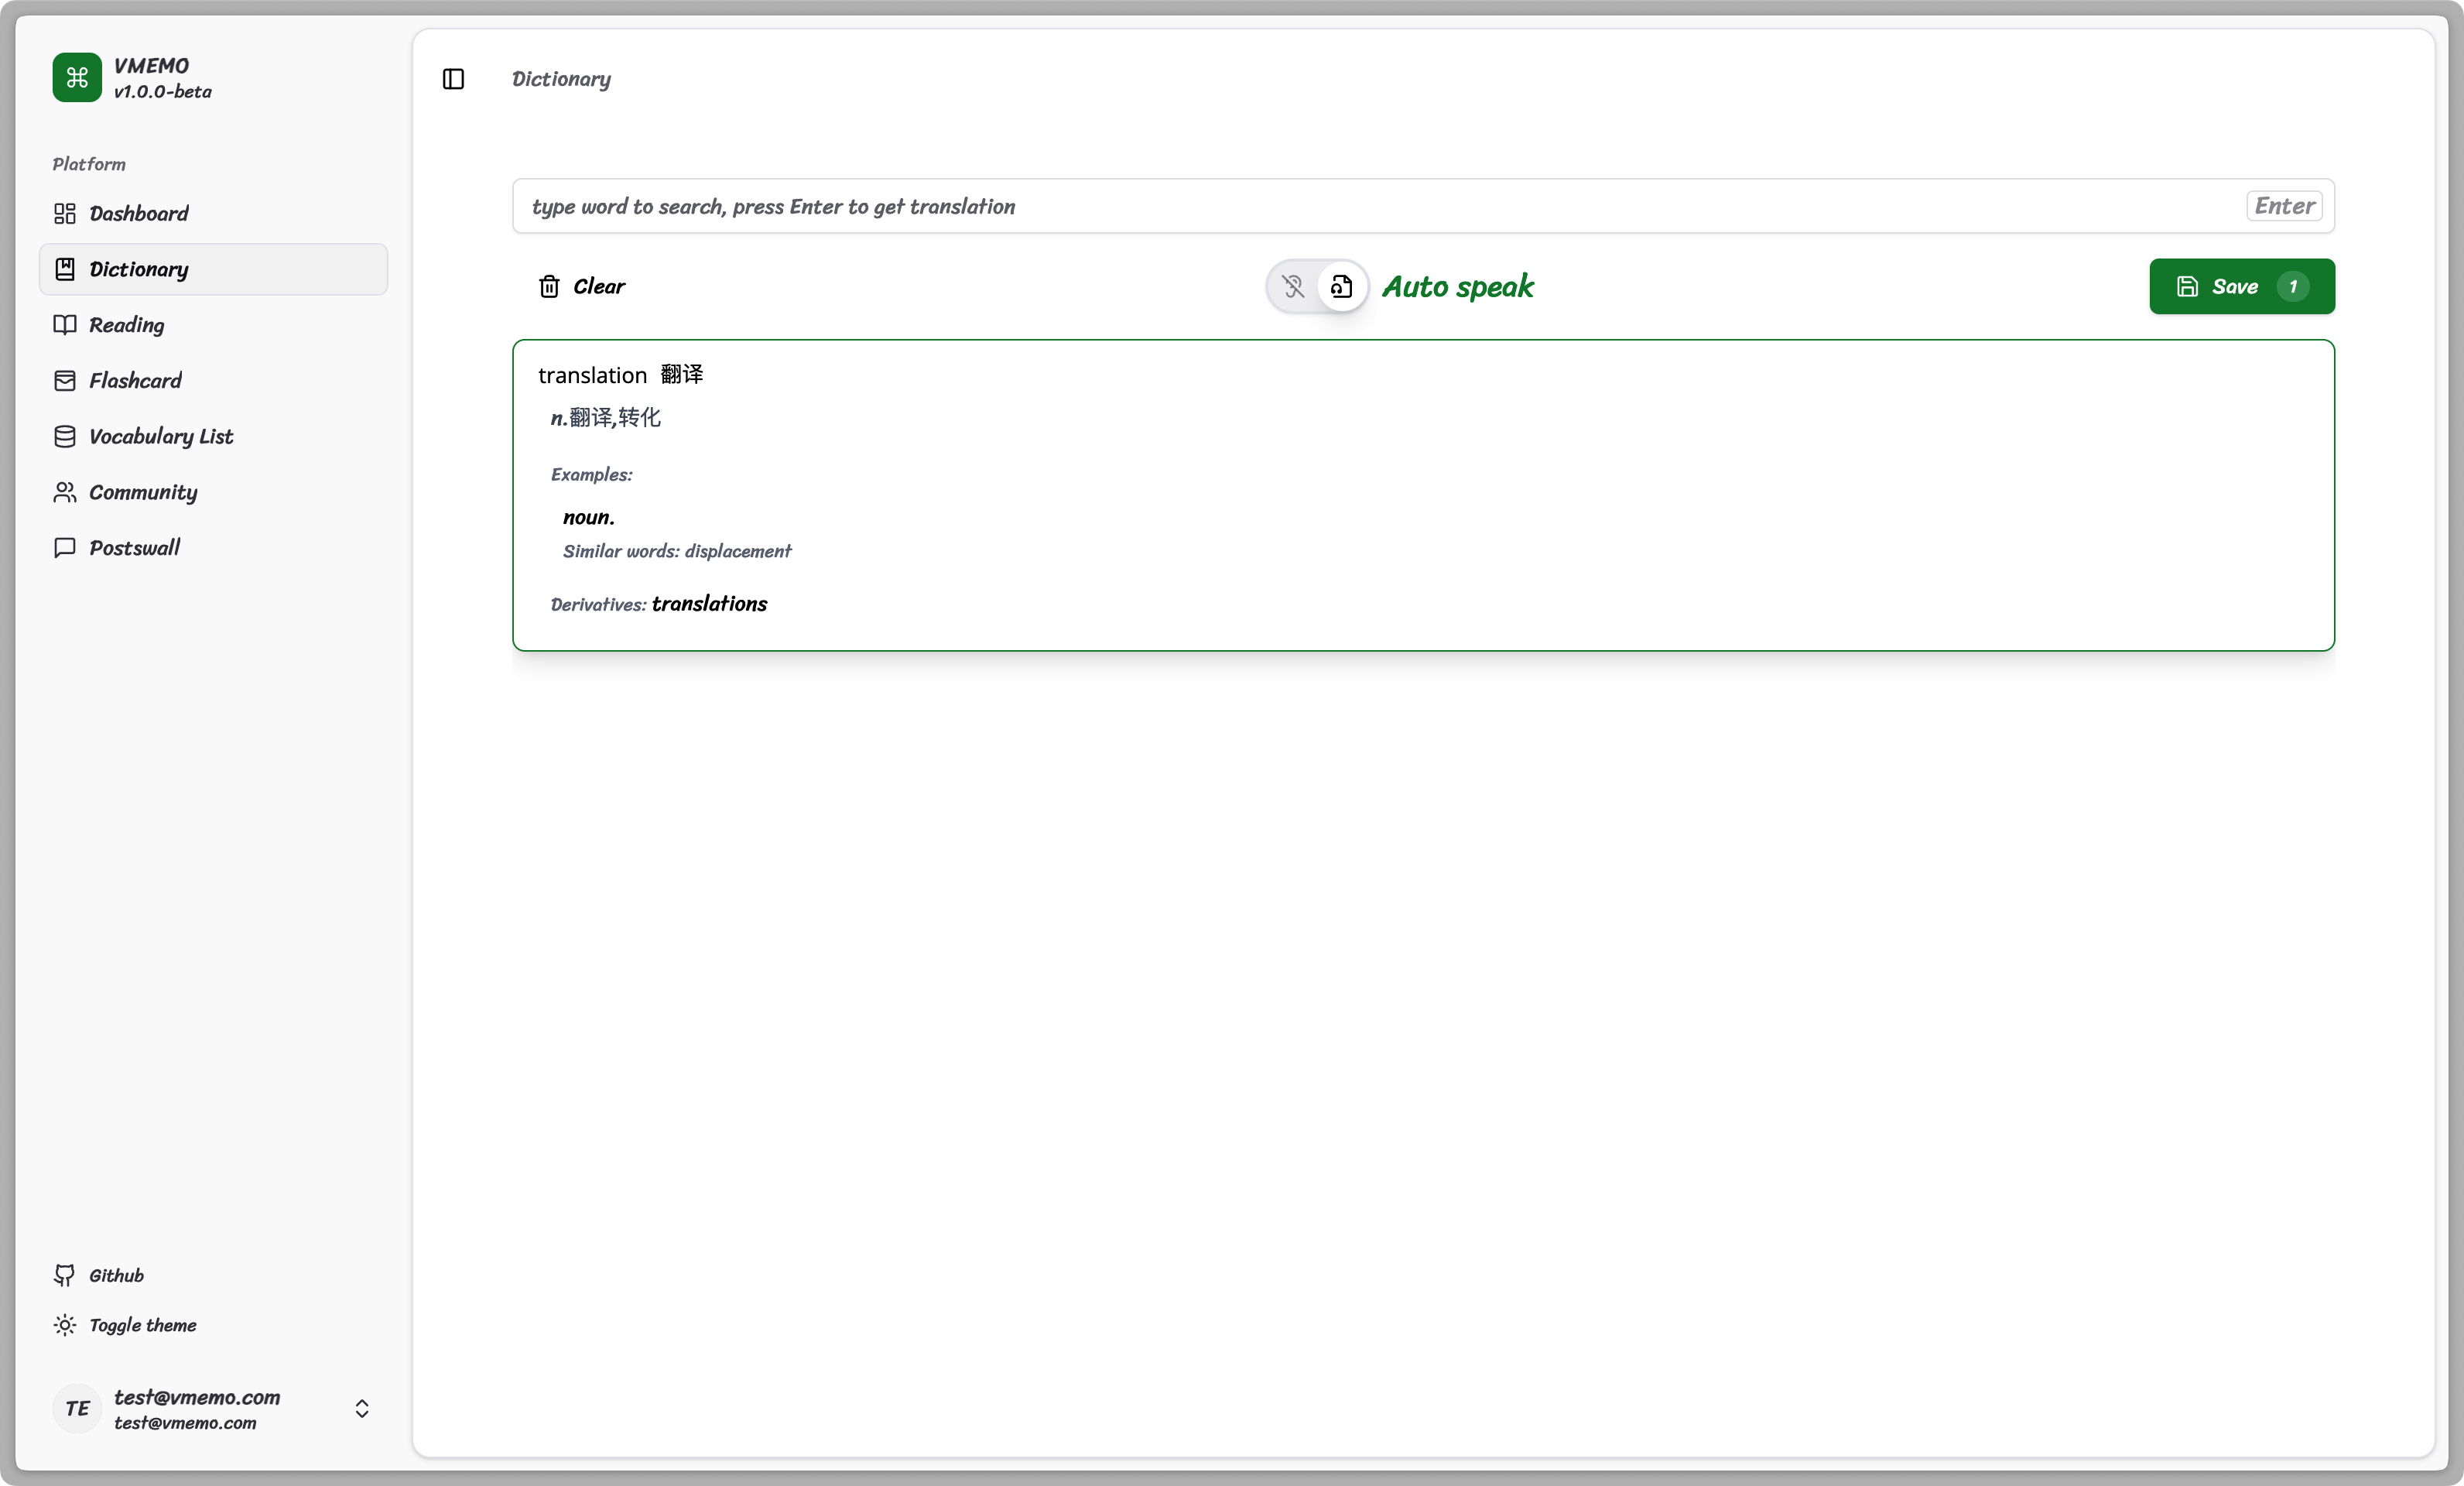 VMEMO
v1.0.0-beta
Platform
Dashboard
Dictionary
Reading
Flashcard
Vocabulary List
Community
Postswall
Github
Toggle theme
TE
test@vmemo.com
test@vmemo.com
Dictionary
type word to search, press Enter to get translation
Enter
Clear
Auto speak
Save 1
translation 翻译
n.翻译,转化
Examples:
noun.
Similar words: displacement
Derivatives: translations